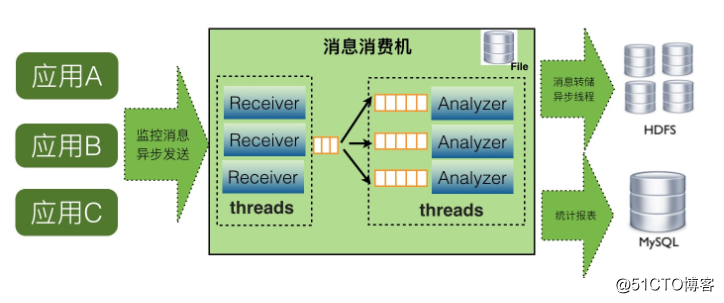 应用A
应用B
应用C
监控消息
异步发送
消息消费机
File
Receiver
Receiver
Receiver
threads
Analyzer
Analyzer
Analyzer
threads
消息转储
异步线程
HDFS
统计报表
MySQL
@51CTO博客